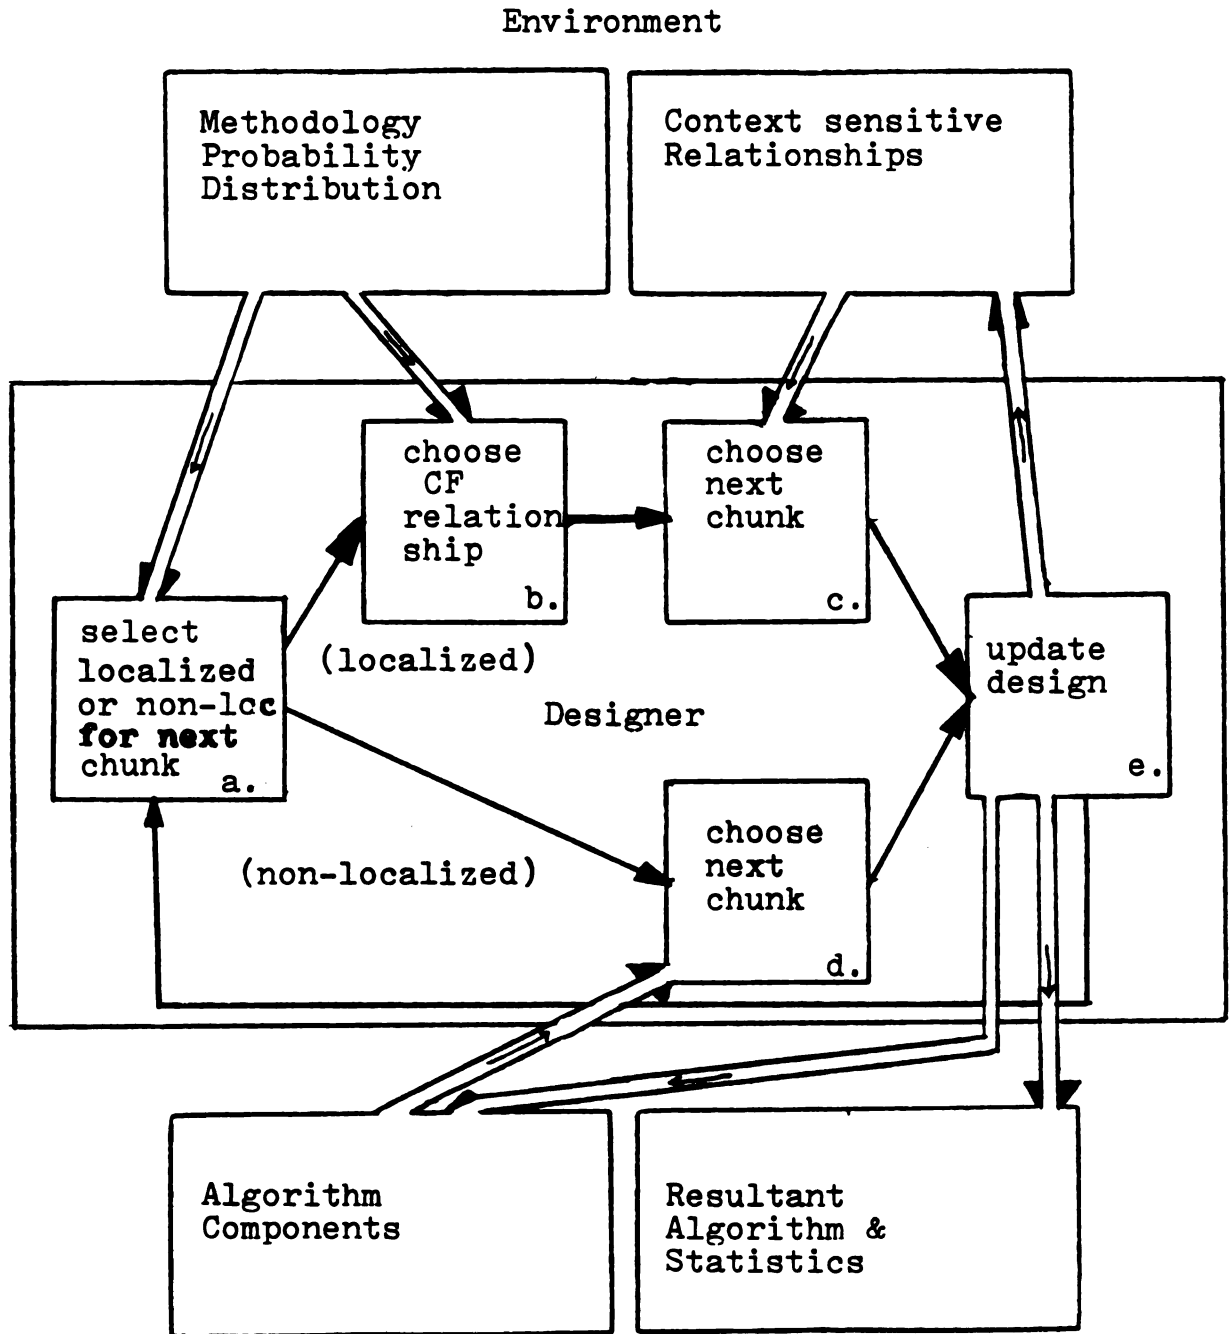 Environment
Methodology
Probability
Distribution
Context sensitive
Relationships
choose
CF
relation
ship
b.
choose
next
chunk
c.
select
localized
or non-loc
for next
chunk
a.
(localized)
Designer
update
design
e.
(non-localized)
choose
next
chunk
d.
Algorithm
Components
Resultant
Algorithm &
Statistics